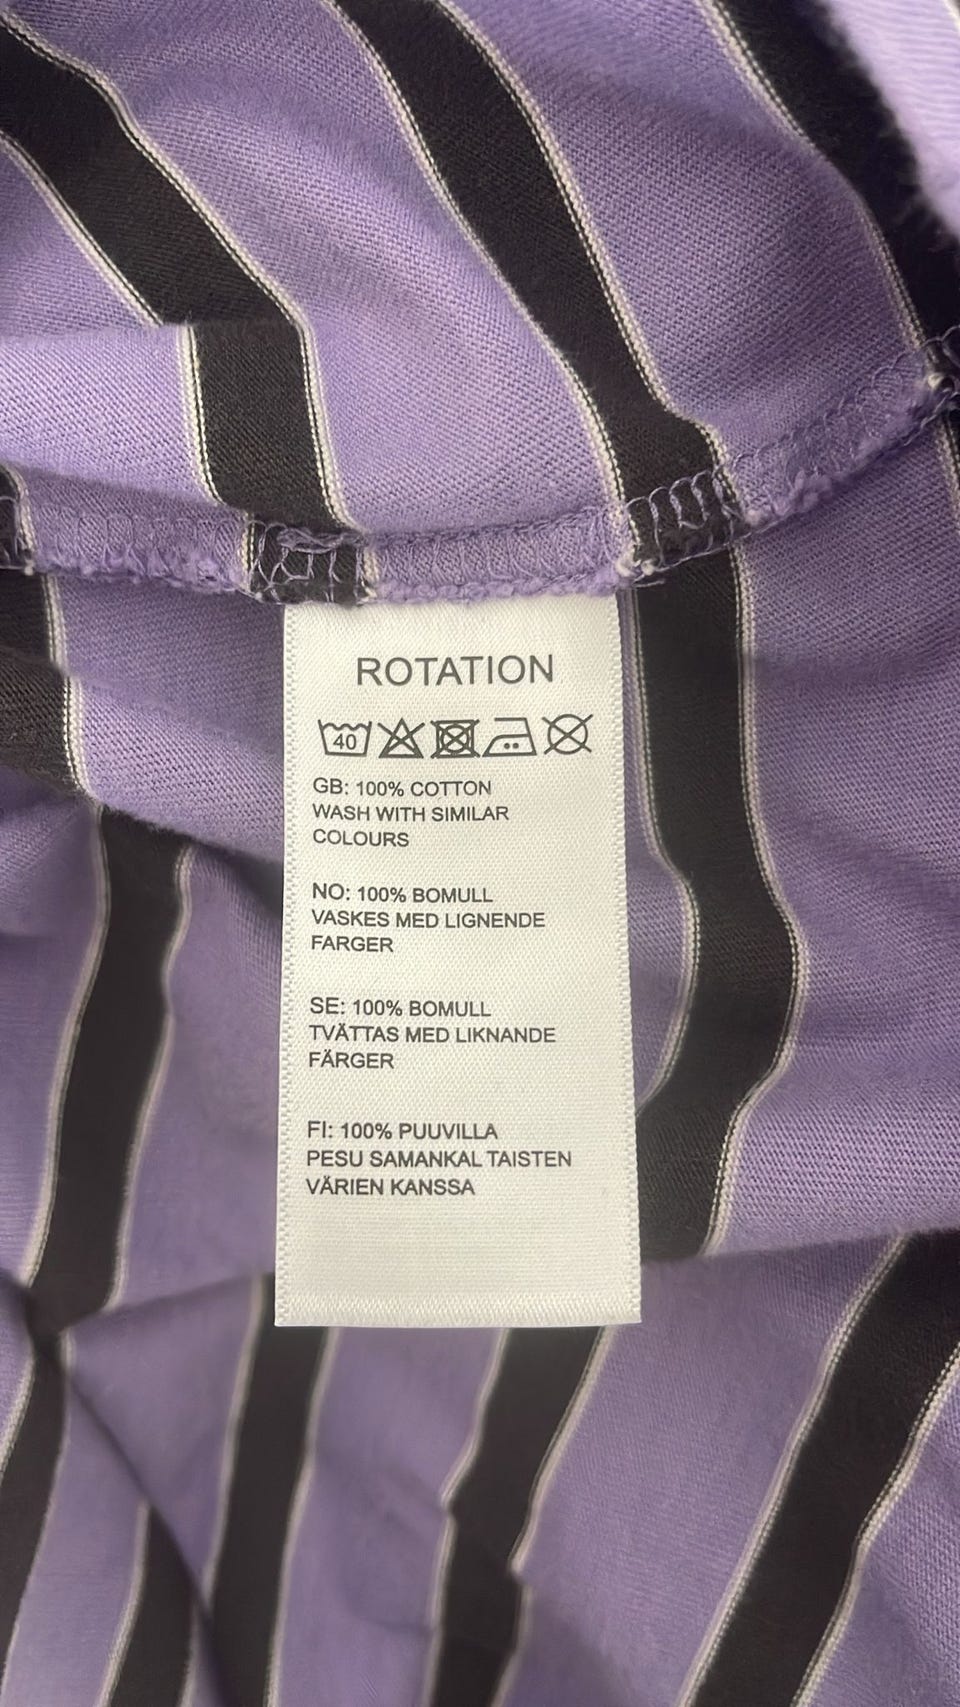 ROTATION
40
GB: 100% COTTON
WASH WITH SIMILAR
COLOURS
NO: 100% BOMULL
VASKES MED LIGNENDE
FARGER
SE: 100% BOMULL
TVÄTTAS MED LIKNANDE
FÄRGER
FI: 100% PUUVILLA
PESU SAMANKAL TAISTEN
VÄRIEN KANSSA